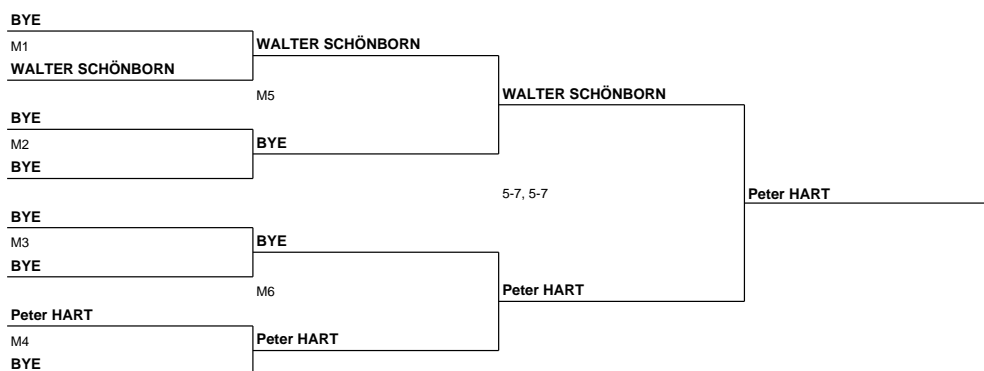 BYE
M1
WALTER SCHÖNBORN
WALTER SCHÖNBORN
M5
WALTER SCHÖNBORN
BYE
M2
BYE
BYE
5-7, 5-7
Peter HART
BYE
M3
BYE
BYE
M6
Peter HART
Peter HART
M4
Peter HART
BYE